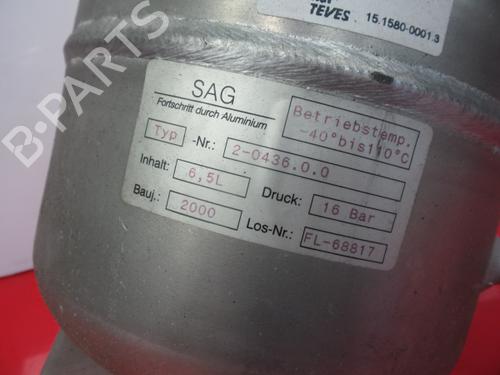 TEVES 15.1580-0001.3
SAG
Fortschritt durch Aluminium
Betriebstemp.
-40°bis110°C
Typ -Nr.: 2-0436.0.0
Inhalt: 6,5L Druck: 16 Bar
Bauj.: 2000 Los-Nr.: FL-68817
B-PARTS